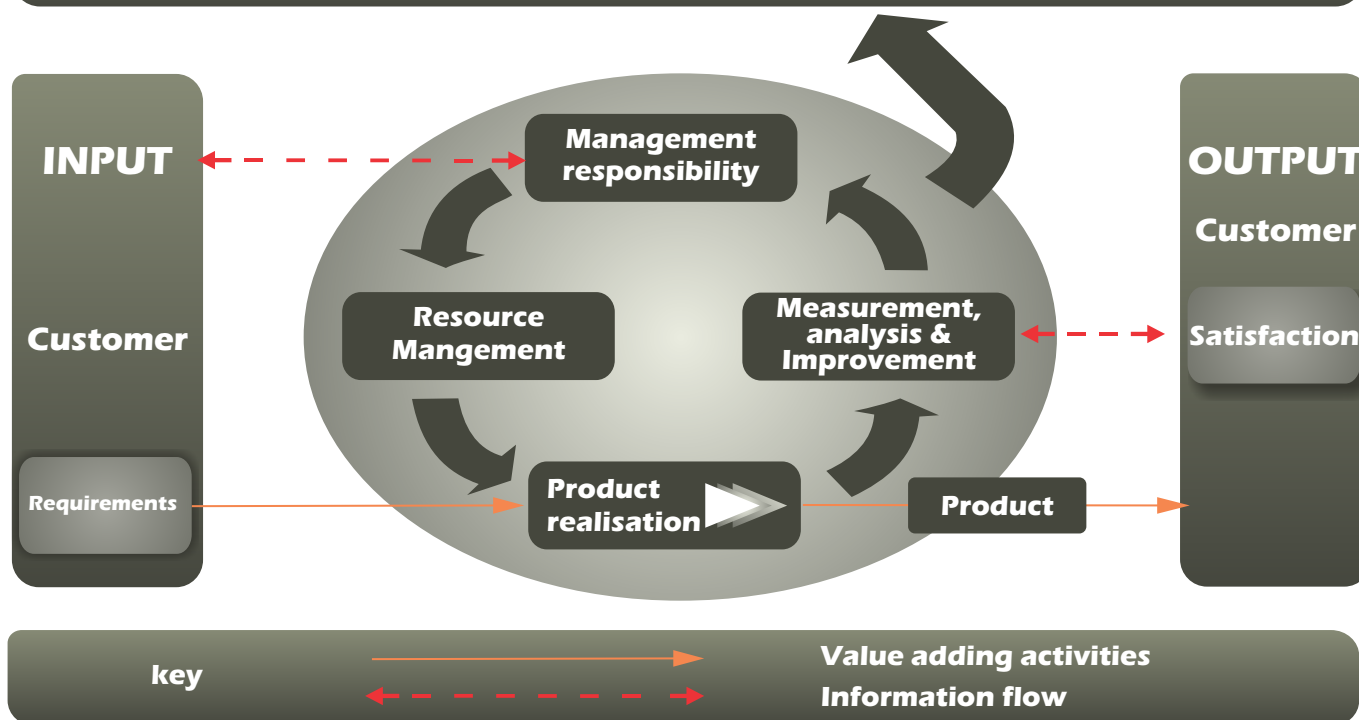 INPUT
Customer
Requirements
Management
responsibility
Resource
Mangement
Measurement,
analysis &
Improvement
Product
realisation
Product
OUTPUT
Customer
Satisfaction
key
Value adding activities
Information flow